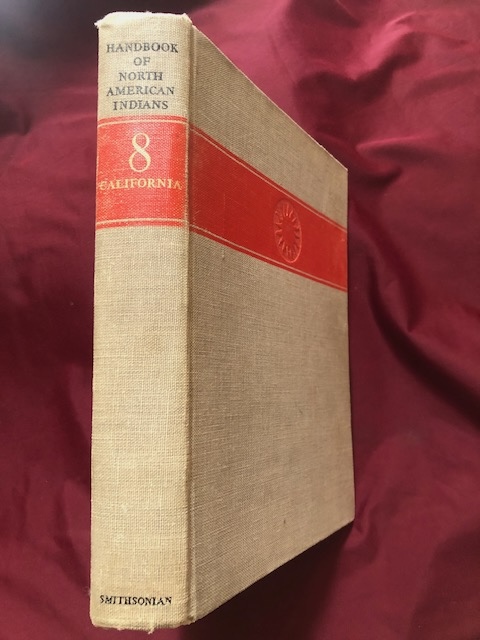 HANDBOOK
OF
NORTH
AMERICAN
INDIANS
8
CALIFORNIA
SMITHSONIAN